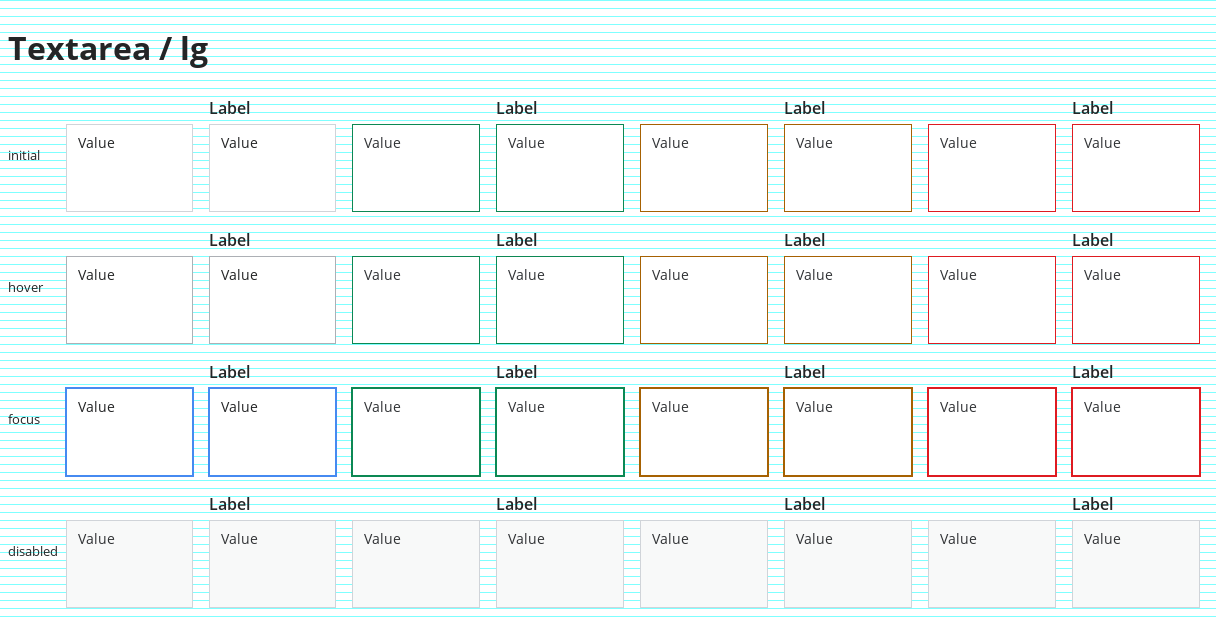 Textarea / lg
Label Label Label Label
initial Value Value Value Value Value Value Value Value
Label Label Label Label
hover Value Value Value Value Value Value Value Value
Label Label Label Label
focus Value Value Value Value Value Value Value Value
Label Label Label Label
disabled Value Value Value Value Value Value Value Value